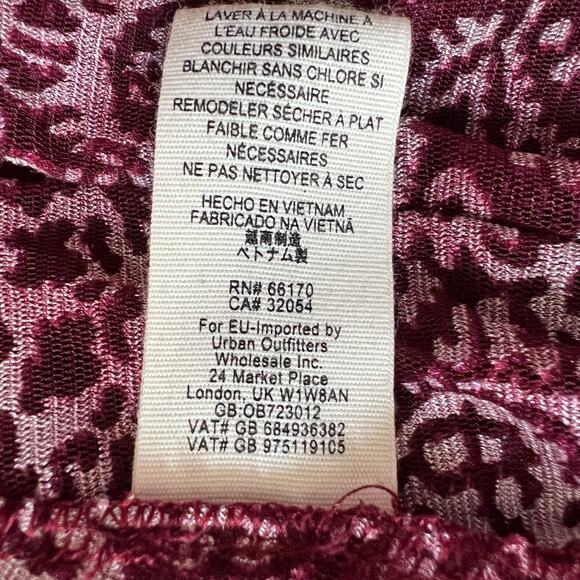 LAVER À LA MACHINE A
L'EAU FROIDE AVEC
COULEURS SIMILAIRES
BLANCHIR SANS CHLORE SI
NÉCESSAIRE
REMODELER SÉCHER À PLAT
FAIBLE COMME FER
NÉCESSAIRES
NE PAS NETTOYER À SEC
HECHO EN VIETNAM
FABRICADO NA VIETNÃ
越南制造
ベトナム製
RN# 66170
CA# 32054
For EU-Imported by
Urban Outfitters
Wholesale Inc.
24 Market Place
London, UK W1W8AN
GB:OB723012
VAT# GB 684936382
VAT# GB 975119105